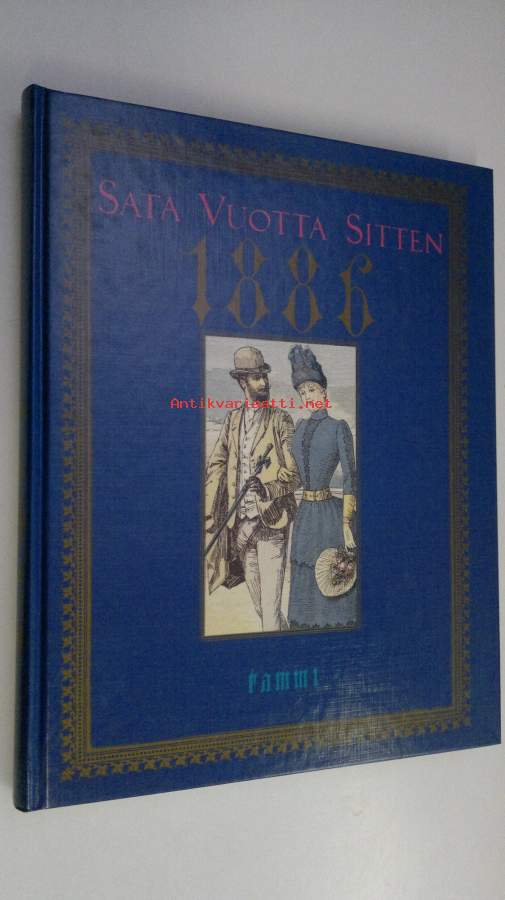 SATA VUOTTA SITTEN
1886
Antikvariaatti.net
tammi